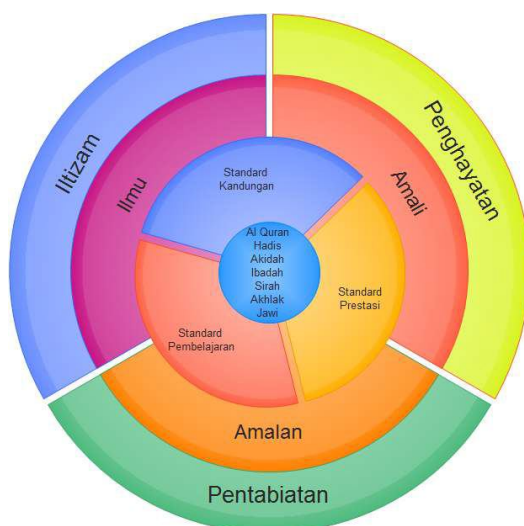 Iltizam
Penghayatan
Ilmu
Amali
Standard
Kandungan
Al Quran
Hadis
Akidah
Ibadah
Sirah
Akhlak
Jawi
Standard
Prestasi
Standard
Pembelajaran
Amalan
Pentabiatan